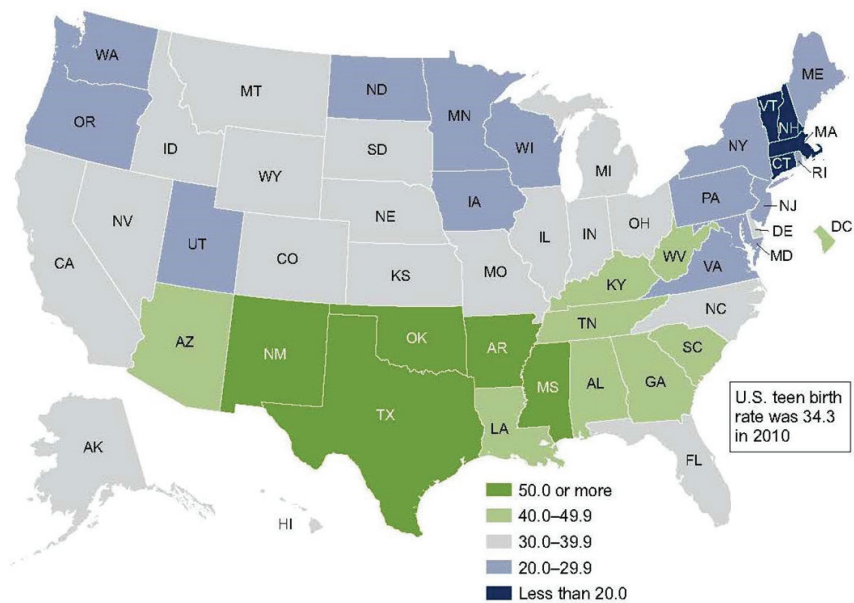 WA
MT
ND
MN
ME
VT
NH
MA
OR
ID
SD
WI
NY
RI
CT
MI
WY
IA
PA
NJ
NE
OH
DE
DC
NV
UT
IL
IN
WV
MD
CA
CO
KS
MO
KY
VA
NC
TN
AZ
NM
OK
AR
SC
MS
AL
GA
TX
LA
U.S. teen birth
rate was 34.3
in 2010
AK
FL
HI
50.0 or more
40.0–49.9
30.0–39.9
20.0–29.9
Less than 20.0